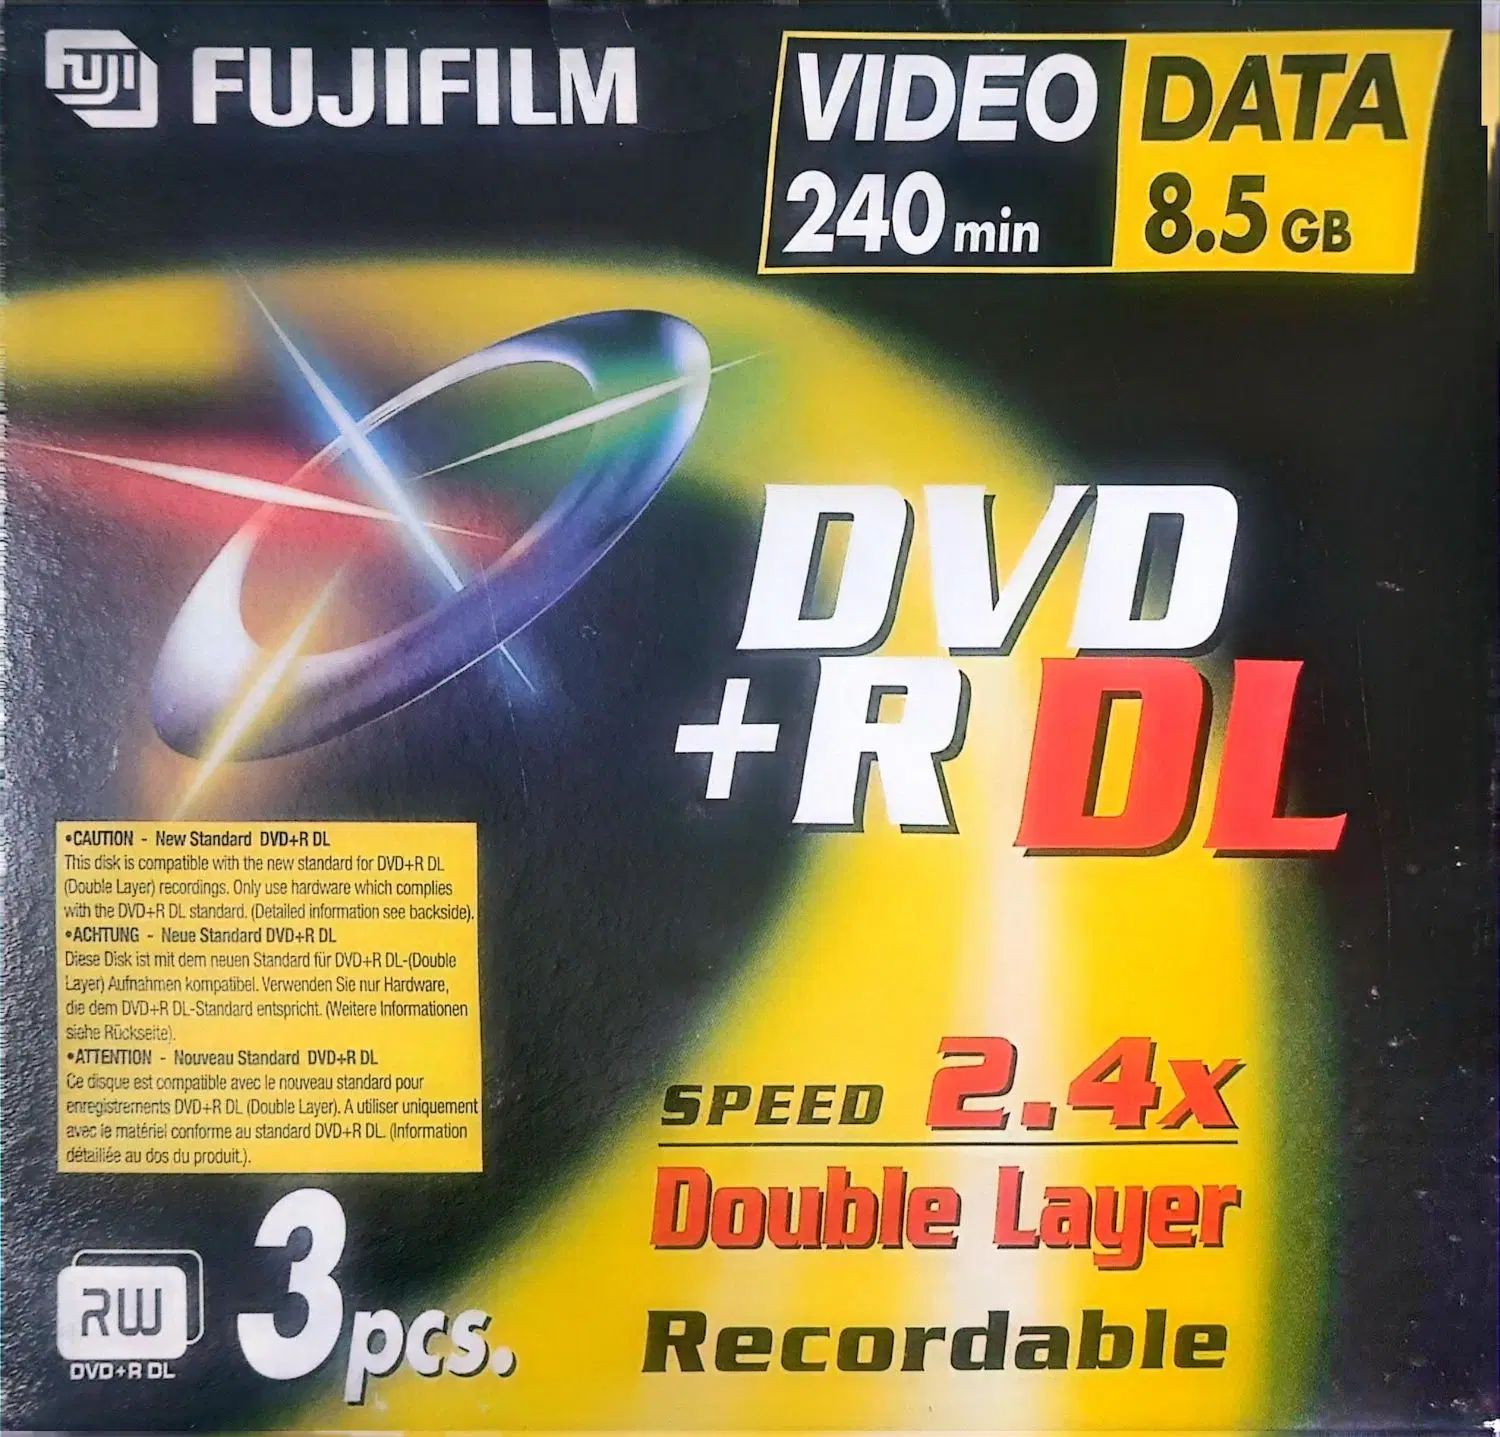 FUJI FUJIFILM
VIDEO DATA
240 min 8.5 GB
DVD
+R DL
•CAUTION - New Standard DVD+R DL
This disk is compatible with the new standard for DVD+R DL
(Double Layer) recordings. Only use hardware which complies
with the DVD+R DL standard. (Detailed information see backside).
•ACHTUNG - Neue Standard DVD+R DL
Diese Disk ist mit dem neuen Standard für DVD+R DL-(Double
Layer) Aufnahmen kompatibel. Verwenden Sie nur Hardware,
die dem DVD+R DL-Standard entspricht. (Weitere Informationen
siehe Rückseite).
•ATTENTION - Nouveau Standard DVD+R DL
Ce disque est compatible avec le nouveau standard pour
enregistrements DVD+R DL (Double Layer). A utiliser uniquement
avec le matériel conforme au standard DVD+R DL. (Information
détaillée au dos du produit.).
SPEED 2.4x
Double Layer
Recordable
RW
DVD+R DL
3 pcs.